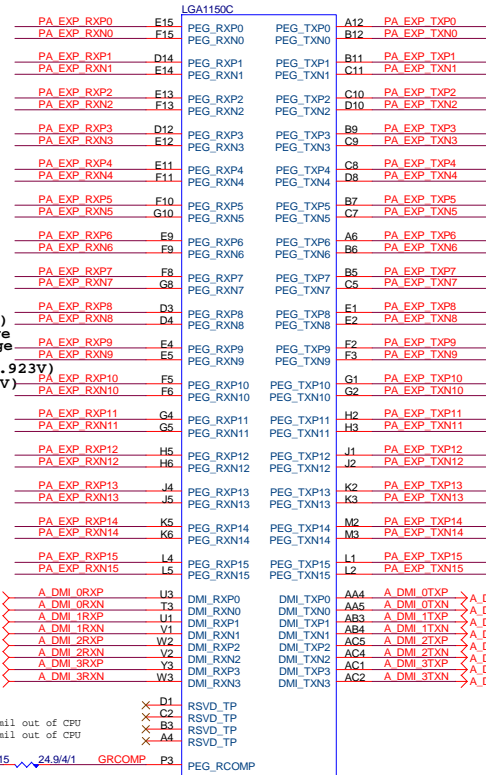 LGA1150C
PA_EXP_RXP0 E15 PEG_RXP0 PEG_TXP0 A12 PA_EXP_TXP0
PA_EXP_RXN0 F15 PEG_RXN0 PEG_TXN0 B12 PA_EXP_TXN0
PA_EXP_RXP1 D14 PEG_RXP1 PEG_TXP1 B11 PA_EXP_TXP1
PA_EXP_RXN1 E14 PEG_RXN1 PEG_TXN1 C11 PA_EXP_TXN1
PA_EXP_RXP2 E13 PEG_RXP2 PEG_TXP2 C10 PA_EXP_TXP2
PA_EXP_RXN2 F13 PEG_RXN2 PEG_TXN2 D10 PA_EXP_TXN2
PA_EXP_RXP3 D12 PEG_RXP3 PEG_TXP3 B9 PA_EXP_TXP3
PA_EXP_RXN3 E12 PEG_RXN3 PEG_TXN3 C9 PA_EXP_TXN3
PA_EXP_RXP4 E11 PEG_RXP4 PEG_TXP4 C8 PA_EXP_TXP4
PA_EXP_RXN4 F11 PEG_RXN4 PEG_TXN4 D8 PA_EXP_TXN4
PA_EXP_RXP5 F10 PEG_RXP5 PEG_TXP5 B7 PA_EXP_TXP5
PA_EXP_RXN5 G10 PEG_RXN5 PEG_TXN5 C7 PA_EXP_TXN5
PA_EXP_RXP6 E9 PEG_RXP6 PEG_TXP6 A6 PA_EXP_TXP6
PA_EXP_RXN6 F9 PEG_RXN6 PEG_TXN6 B6 PA_EXP_TXN6
PA_EXP_RXP7 F8 PEG_RXP7 PEG_TXP7 B5 PA_EXP_TXP7
PA_EXP_RXN7 G8 PEG_RXN7 PEG_TXN7 C5 PA_EXP_TXN7
PA_EXP_RXP8 D3 PEG_RXP8 PEG_TXP8 E1 PA_EXP_TXP8
) PA_EXP_RXN8 D4 PEG_RXN8 PEG_TXN8 E2 PA_EXP_TXN8
PA_EXP_RXP9 E4 PEG_RXP9 PEG_TXP9 F2 PA_EXP_TXP9
PA_EXP_RXN9 E5 PEG_RXN9 PEG_TXN9 F3 PA_EXP_TXN9
.923V)
PA_EXP_RXP10 F5 PEG_RXP10 PEG_TXP10 G1 PA_EXP_TXP10
V) PA_EXP_RXN10 F6 PEG_RXN10 PEG_TXN10 G2 PA_EXP_TXN10
PA_EXP_RXP11 G4 PEG_RXP11 PEG_TXP11 H2 PA_EXP_TXP11
PA_EXP_RXN11 G5 PEG_RXN11 PEG_TXN11 H3 PA_EXP_TXN11
PA_EXP_RXP12 H5 PEG_RXP12 PEG_TXP12 J1 PA_EXP_TXP12
PA_EXP_RXN12 H6 PEG_RXN12 PEG_TXN12 J2 PA_EXP_TXN12
PA_EXP_RXP13 J4 PEG_RXP13 PEG_TXP13 K2 PA_EXP_TXP13
PA_EXP_RXN13 J5 PEG_RXN13 PEG_TXN13 K3 PA_EXP_TXN13
PA_EXP_RXP14 K5 PEG_RXP14 PEG_TXP14 M2 PA_EXP_TXP14
PA_EXP_RXN14 K6 PEG_RXN14 PEG_TXN14 M3 PA_EXP_TXN14
PA_EXP_RXP15 L4 PEG_RXP15 PEG_TXP15 L1 PA_EXP_TXP15
PA_EXP_RXN15 L5 PEG_RXN15 PEG_TXN15 L2 PA_EXP_TXN15
A_DMI_0RXP U3 DMI_RXP0 DMI_TXP0 AA4 A_DMI_0TXP
A_DMI_0RXN T3 DMI_RXN0 DMI_TXN0 AA5 A_DMI_0TXN
A_DMI_1RXP U1 DMI_RXP1 DMI_TXP1 AB3 A_DMI_1TXP
A_DMI_1RXN V1 DMI_RXN1 DMI_TXN1 AB4 A_DMI_1TXN
A_DMI_2RXP W2 DMI_RXP2 DMI_TXP2 AC5 A_DMI_2TXP
A_DMI_2RXN V2 DMI_RXN2 DMI_TXN2 AC4 A_DMI_2TXN
A_DMI_3RXP Y3 DMI_RXP3 DMI_TXP3 AC1 A_DMI_3TXP
A_DMI_3RXN W3 DMI_RXN3 DMI_TXN3 AC2 A_DMI_3TXN
D1 RSVD_TP
C2 RSVD_TP
mil out of CPU B3 RSVD_TP
mil out of CPU A4 RSVD_TP
15 24.9/4/1 GRCOMP P3 PEG_RCOMP